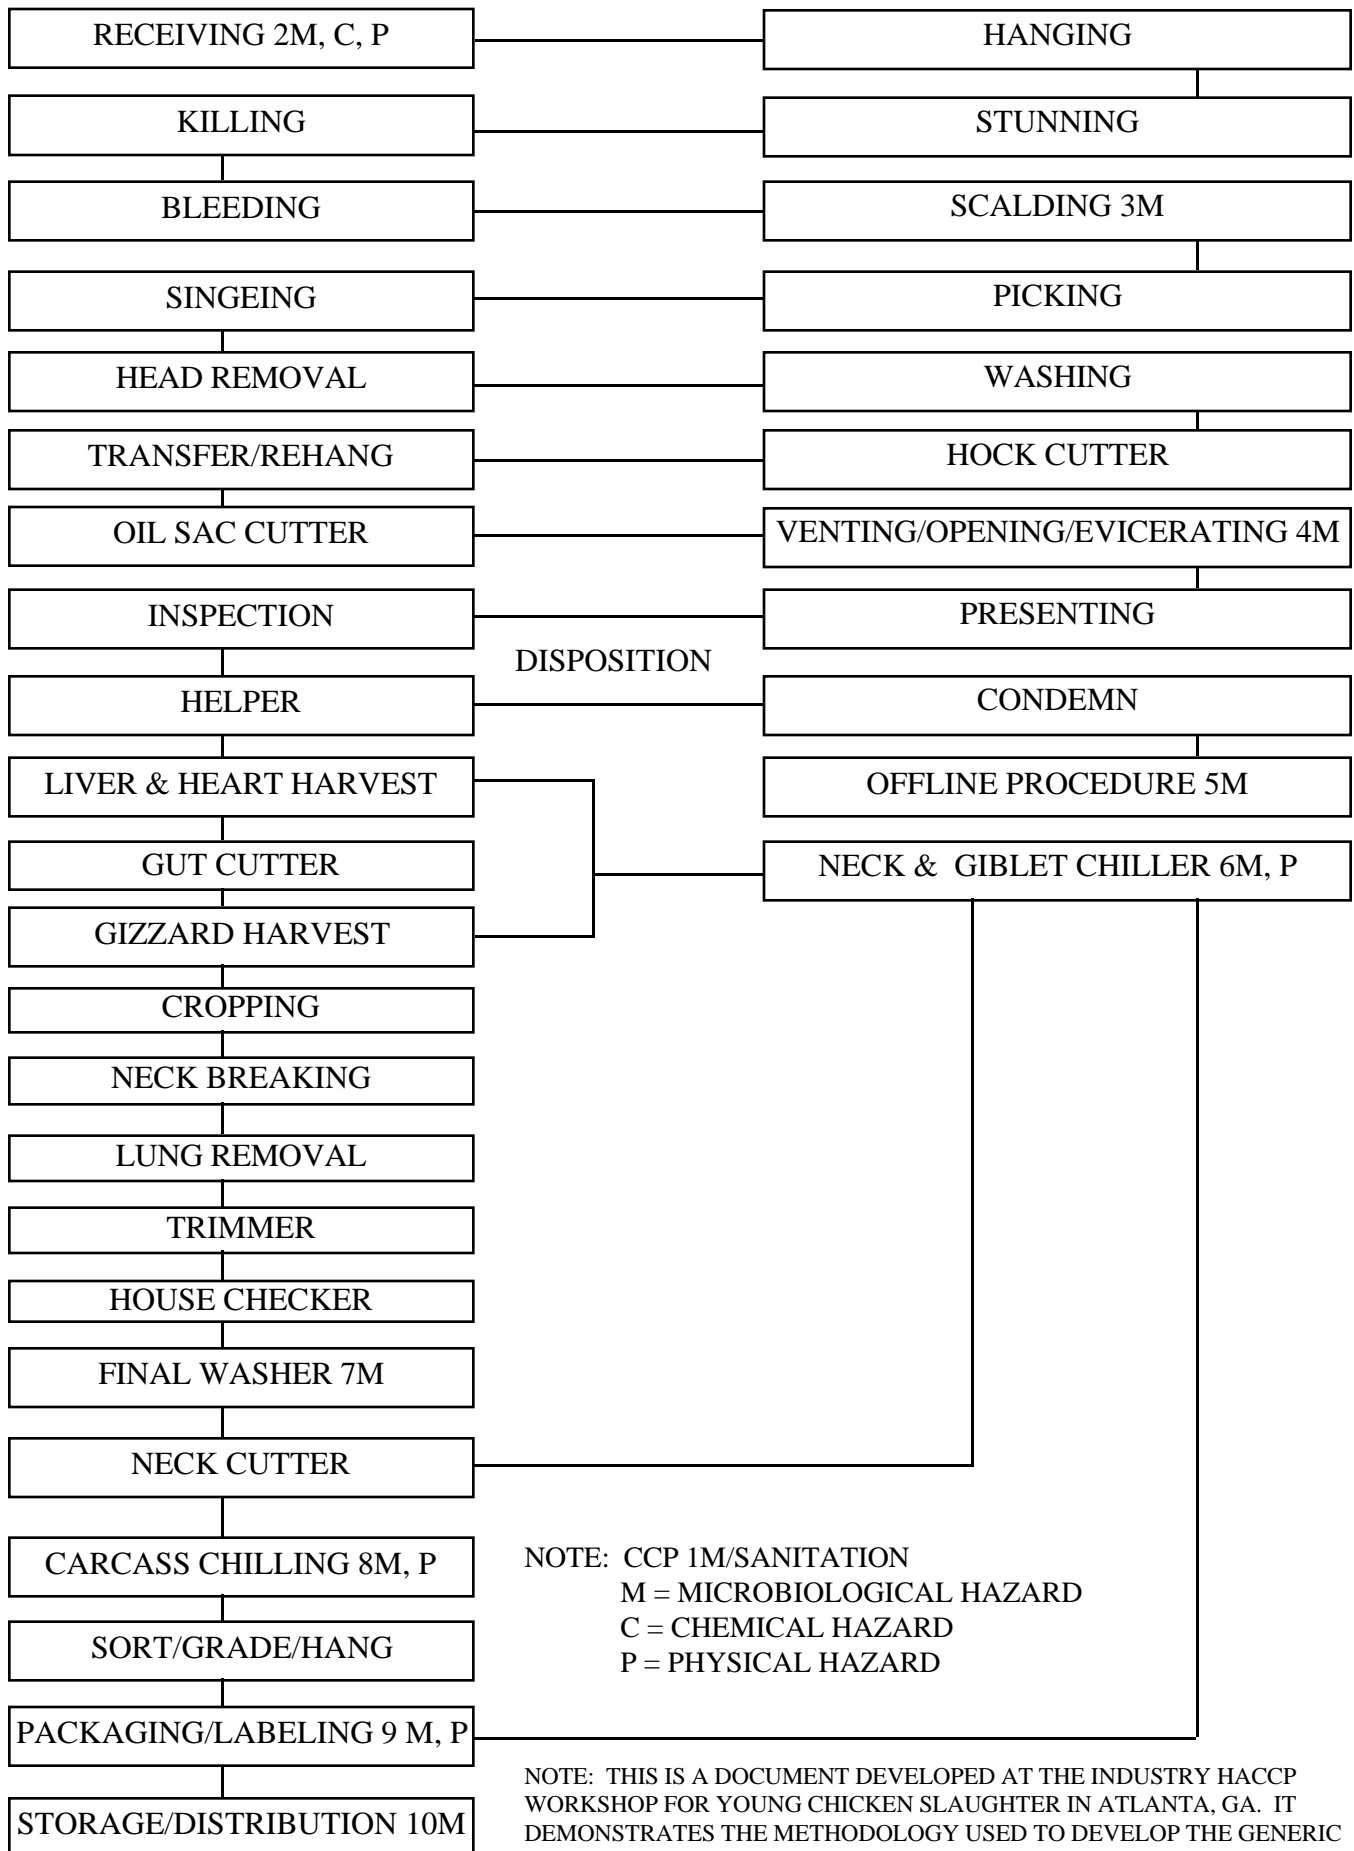 RECEIVING 2M, C, P
HANGING
KILLING
STUNNING
BLEEDING
SCALDING 3M
SINGEING
PICKING
HEAD REMOVAL
WASHING
TRANSFER/REHANG
HOCK CUTTER
OIL SAC CUTTER
VENTING/OPENING/EVICERATING 4M
INSPECTION
PRESENTING
DISPOSITION
HELPER
CONDEMN
LIVER & HEART HARVEST
OFFLINE PROCEDURE 5M
GUT CUTTER
NECK & GIBLET CHILLER 6M, P
GIZZARD HARVEST
CROPPING
NECK BREAKING
LUNG REMOVAL
TRIMMER
HOUSE CHECKER
FINAL WASHER 7M
NECK CUTTER
CARCASS CHILLING 8M, P
SORT/GRADE/HANG
PACKAGING/LABELING 9 M, P
STORAGE/DISTRIBUTION 10M
NOTE: CCP 1M/SANITATION
M = MICROBIOLOGICAL HAZARD
C = CHEMICAL HAZARD
P = PHYSICAL HAZARD
NOTE: THIS IS A DOCUMENT DEVELOPED AT THE INDUSTRY HACCP
WORKSHOP FOR YOUNG CHICKEN SLAUGHTER IN ATLANTA, GA. IT
DEMONSTRATES THE METHODOLOGY USED TO DEVELOP THE GENERIC